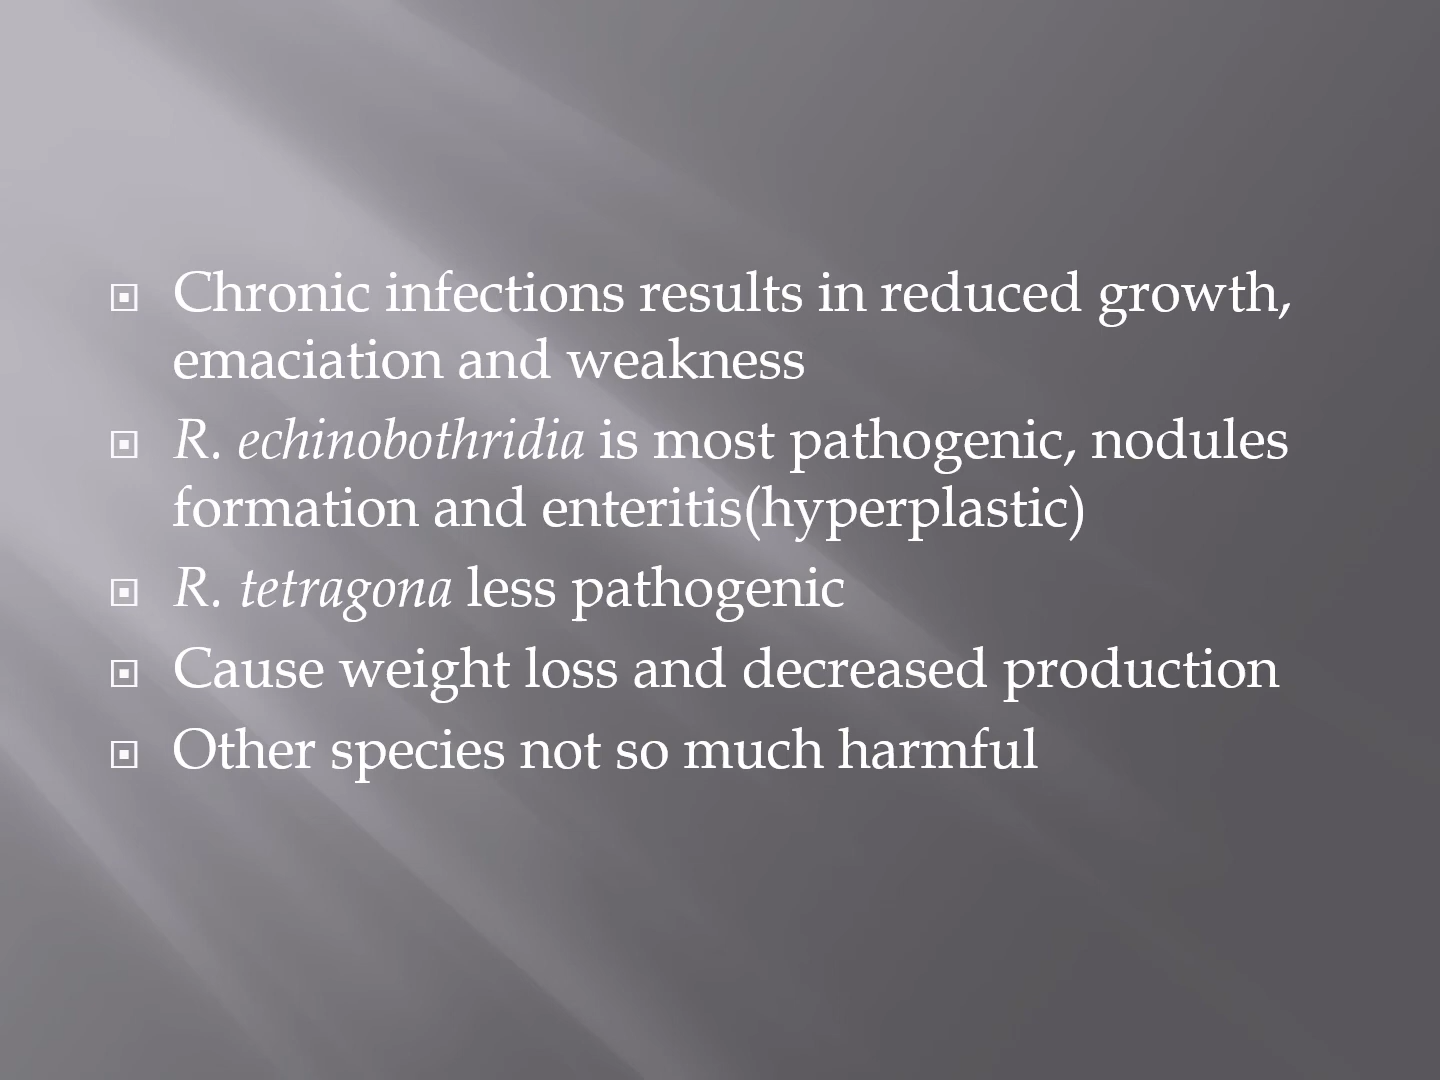 Chronic infections results in reduced growth,
emaciation and weakness
R. echinobothridia is most pathogenic, nodules
formation and enteritis(hyperplastic)
R. tetragona less pathogenic
Cause weight loss and decreased production
Other species not so much harmful